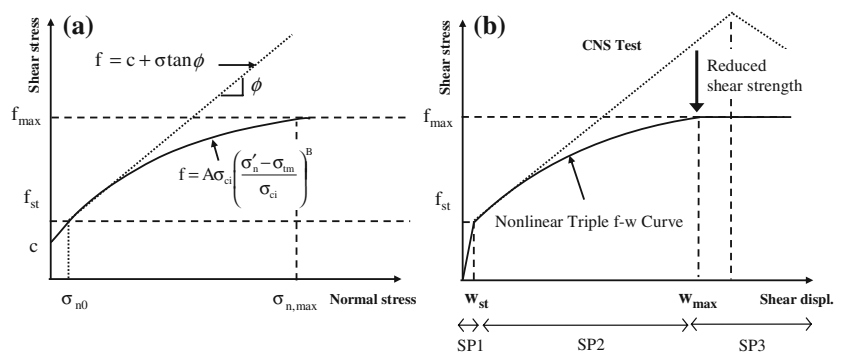 (a)
Shear stress
f = c + σtanϕ
ϕ
f_max
f = Aσ_ci((σ′_n − σ_tm)/σ_ci)^B
f_st
c
σ_n0
σ_n,max
Normal stress
(b)
Shear stress
CNS Test
Reduced
shear strength
f_max
f_st
Nonlinear Triple f-w Curve
w_st
w_max
Shear displ.
SP1
SP2
SP3